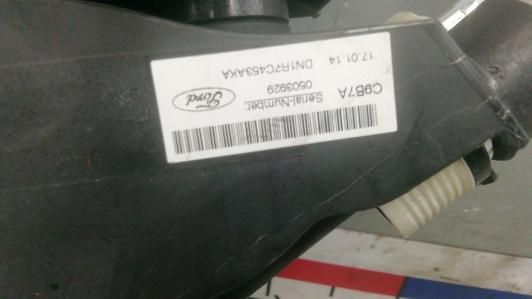 Ford
Serial-Number
0503929
C9B7A
17.01.14 DN1R7C453AKA